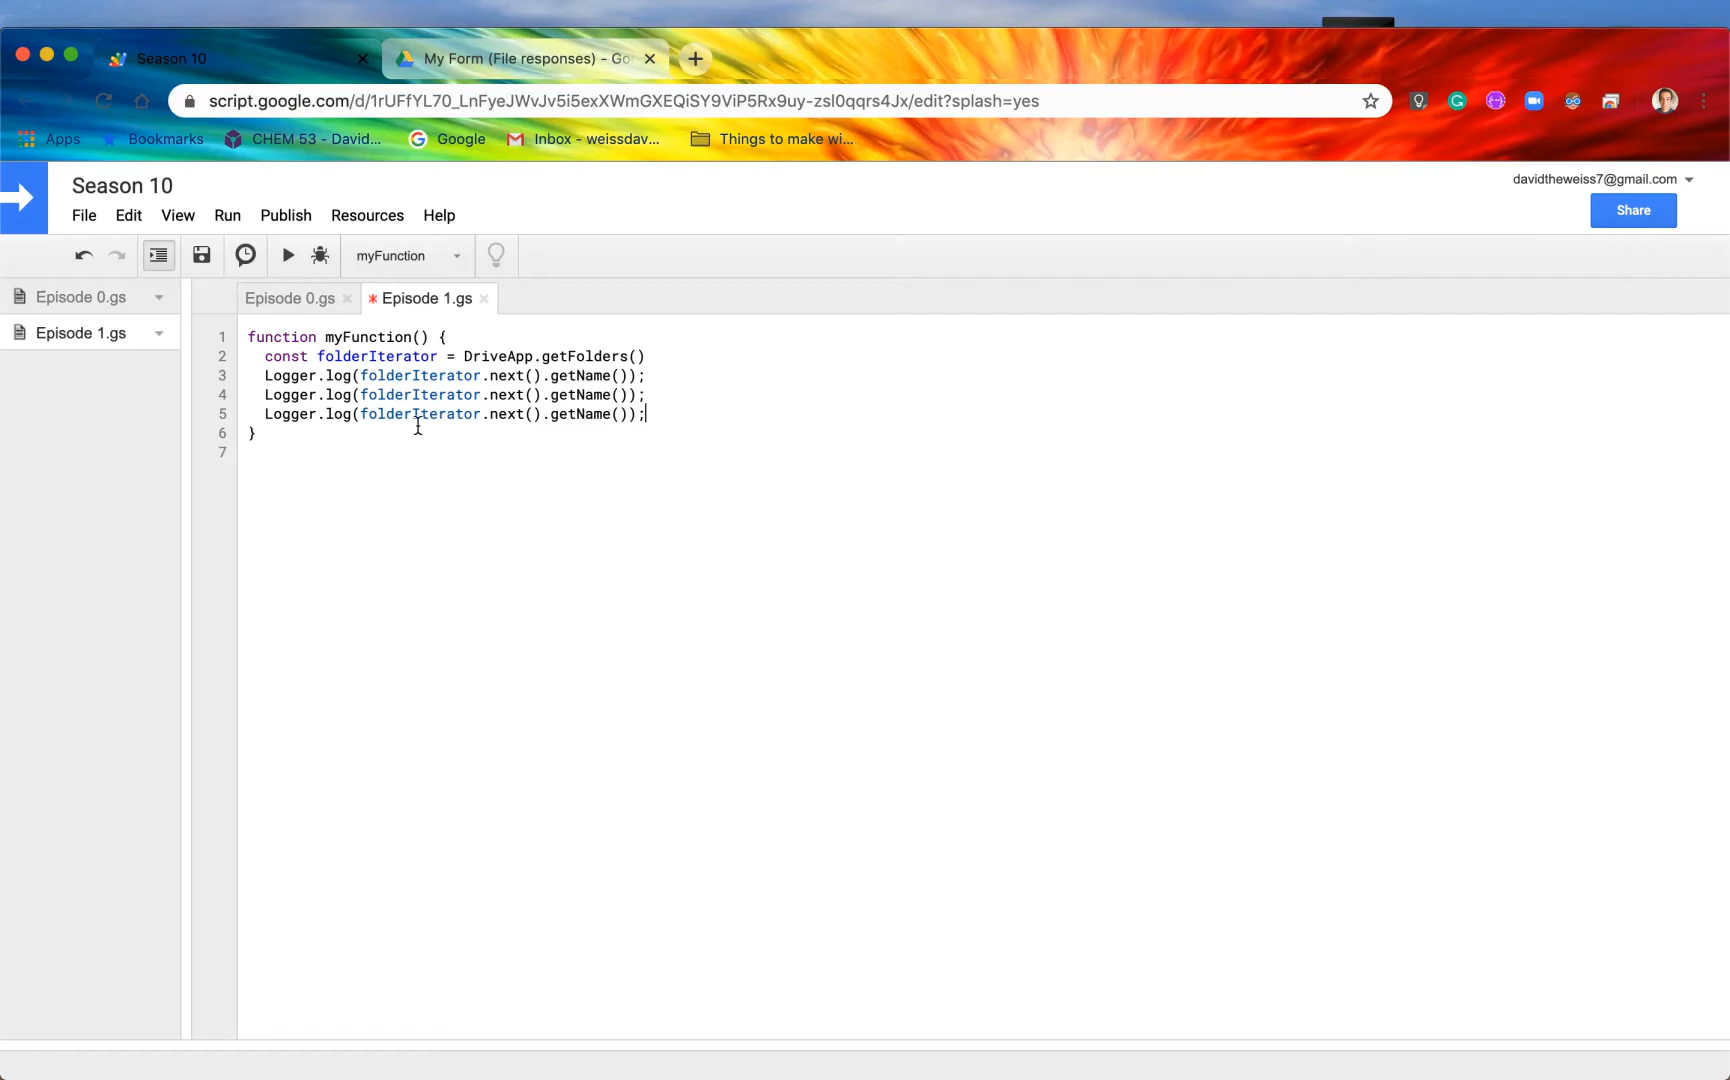 Season 10
My Form (File responses) - Go
script.google.com/d/1rUFfYL70_LnFyeJWvJv5i5exXWmGXEQiSY9ViP5Rx9uy-zsl0qqrs4Jx/edit?splash=yes
Apps Bookmarks CHEM 53 - David... Google Inbox - weissdav... Things to make wi...
Season 10
davidtheweiss7@gmail.com
File Edit View Run Publish Resources Help
Share
myFunction
Episode 0.gs
Episode 1.gs
Episode 0.gs × * Episode 1.gs ×
1 function myFunction() {
2 const folderIterator = DriveApp.getFolders()
3 Logger.log(folderIterator.next().getName());
4 Logger.log(folderIterator.next().getName());
5 Logger.log(folderIterator.next().getName());
6 }
7